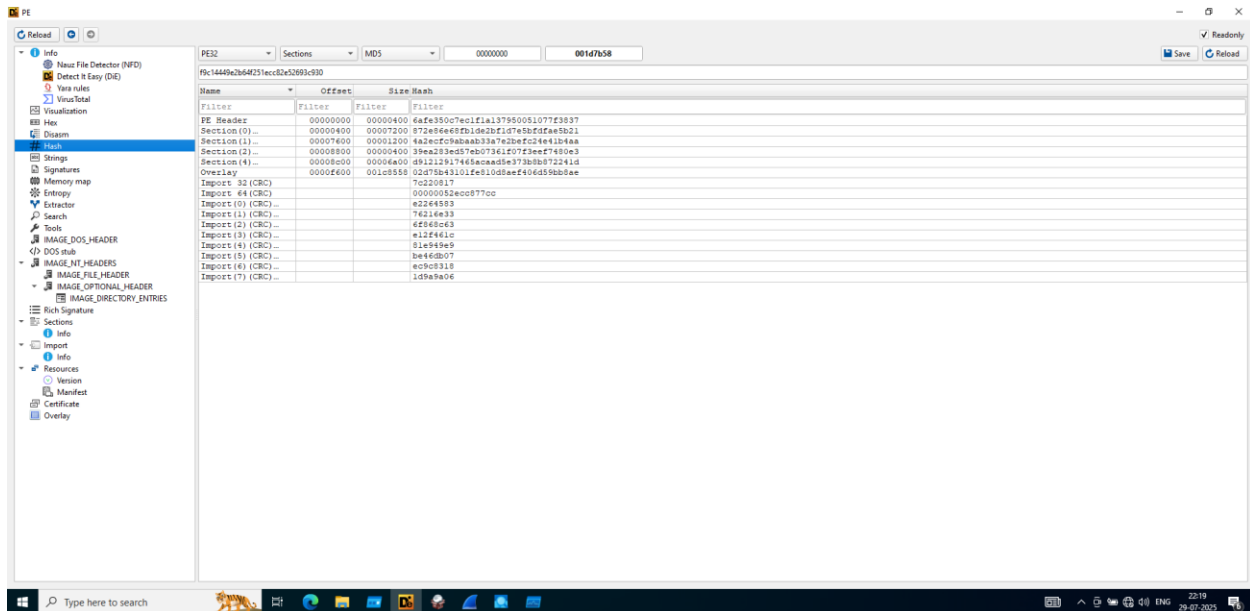 PE
Reload
Readonly
Info
Nauz File Detector (NFD)
Detect It Easy (DiE)
Yara rules
VirusTotal
Visualization
Hex
Disasm
Hash
Strings
Signatures
Memory map
Entropy
Extractor
Search
Tools
IMAGE_DOS_HEADER
DOS stub
IMAGE_NT_HEADERS
IMAGE_FILE_HEADER
IMAGE_OPTIONAL_HEADER
IMAGE_DIRECTORY_ENTRIES
Rich Signature
Sections
Info
Import
Info
Resources
Version
Manifest
Certificate
Overlay
PE32 Sections MD5 00000000 001d7b58 Save Reload
f9c14449e2b64f251ecc82e52693c930
Name Offset Size Hash
Filter Filter Filter Filter
PE Header 00000000 00000400 6afe350c7ec1f1a137950051077f3837
Section(0)... 00000400 00007200 872e86e68fb1de2bf1d7e5bfdfae5b21
Section(1)... 00007600 00001200 4a2ecfc9abaab33a7e2befc24e41b4aa
Section(2)... 00008800 00000400 39ea283ed57eb07361f07f3eef7480e3
Section(4)... 00008c00 00006a00 d91212917465acaad5e373b8b872241d
Overlay 0000f600 001c8558 02d75b43101fe810d8aef406d59bb8ae
Import 32(CRC) 7c220817
Import 64(CRC) 00000052ecc877cc
Import(0)(CRC)... e2264583
Import(1)(CRC)... 76216e33
Import(2)(CRC)... 6f868c63
Import(3)(CRC)... e12f461c
Import(4)(CRC)... 81e949e9
Import(5)(CRC)... be46db07
Import(6)(CRC)... ec9c8318
Import(7)(CRC)... 1d9a9a06
Type here to search
ENG
22:19
29-07-2025